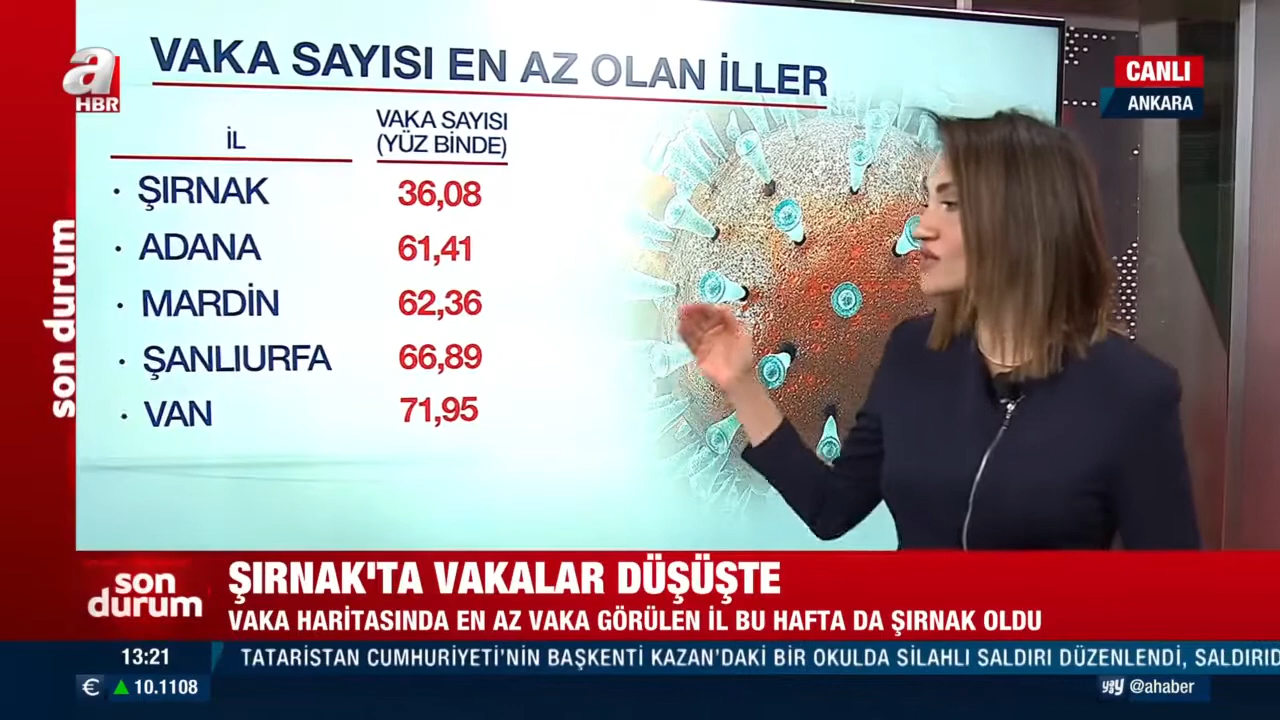 VAKA SAYISI EN AZ OLAN İLLER
İL
VAKA SAYISI
(YÜZ BİNDE)
• ŞIRNAK 36,08
• ADANA 61,41
• MARDİN 62,36
• ŞANLIURFA 66,89
• VAN 71,95
a
HBR
CANLI
ANKARA
son durum
son
durum
ŞIRNAK'TA VAKALAR DÜŞÜŞTE
VAKA HARİTASINDA EN AZ VAKA GÖRÜLEN İL BU HAFTA DA ŞIRNAK OLDU
13:21
TATARİSTAN CUMHURİYETİ'NİN BAŞKENTİ KAZAN'DAKİ BİR OKULDA SİLAHLI SALDIRI DÜZENLENDİ, SALDIRID
€ ▲ 10.1108
@ahaber